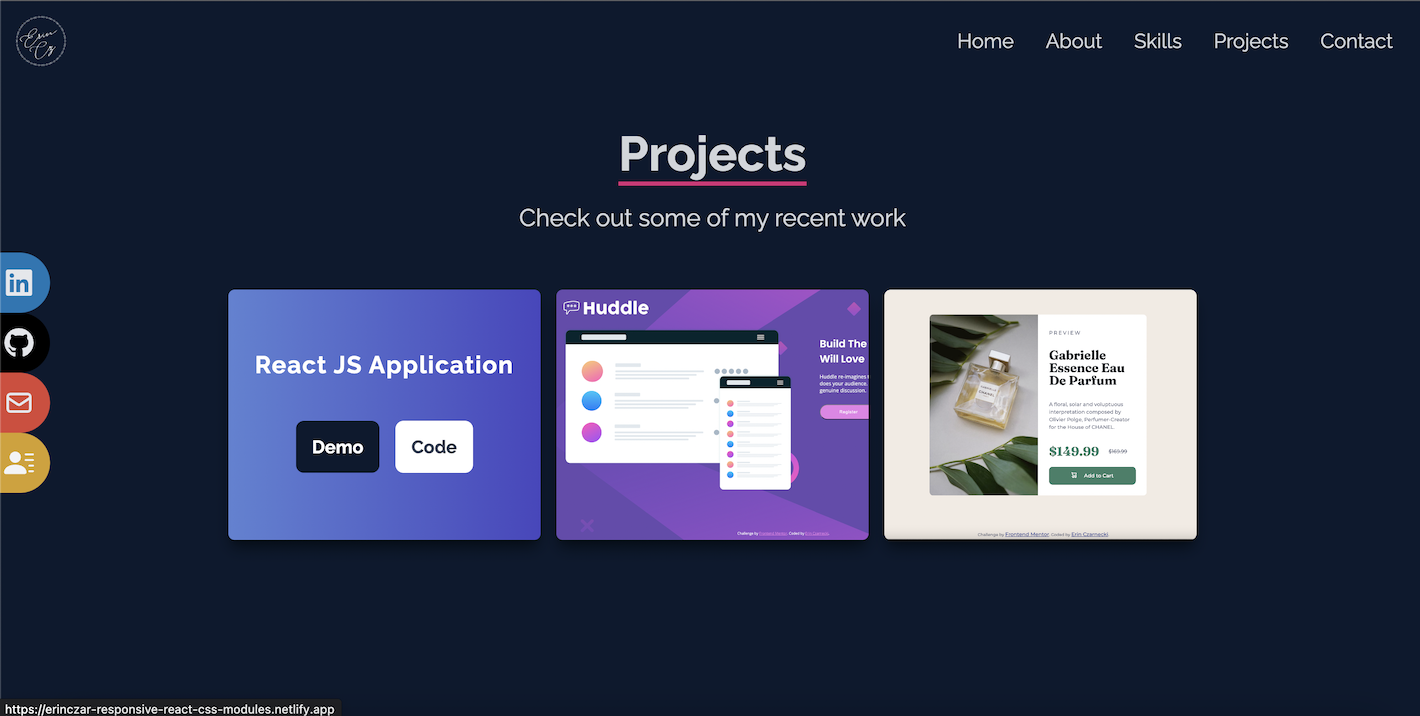 Erin
Cz
Home
About
Skills
Projects
Contact
Projects
Check out some of my recent work
in
React JS Application
Demo
Code
Huddle
Build The
Will Love
Huddle re-imagines
does your audience.
genuine discussion.
Register
Challenge by Frontend Mentor. Coded by Erin Czarnecki.
PREVIEW
Gabrielle
Essence Eau
De Parfum
A floral, solar and voluptuous
interpretation composed by
Olivier Polge, Perfumer-Creator
for the House of CHANEL.
$149.99
$169.99
Add to Cart
Challenge by Frontend Mentor. Coded by Erin Czarnecki.
https://erinczar-responsive-react-css-modules.netlify.app